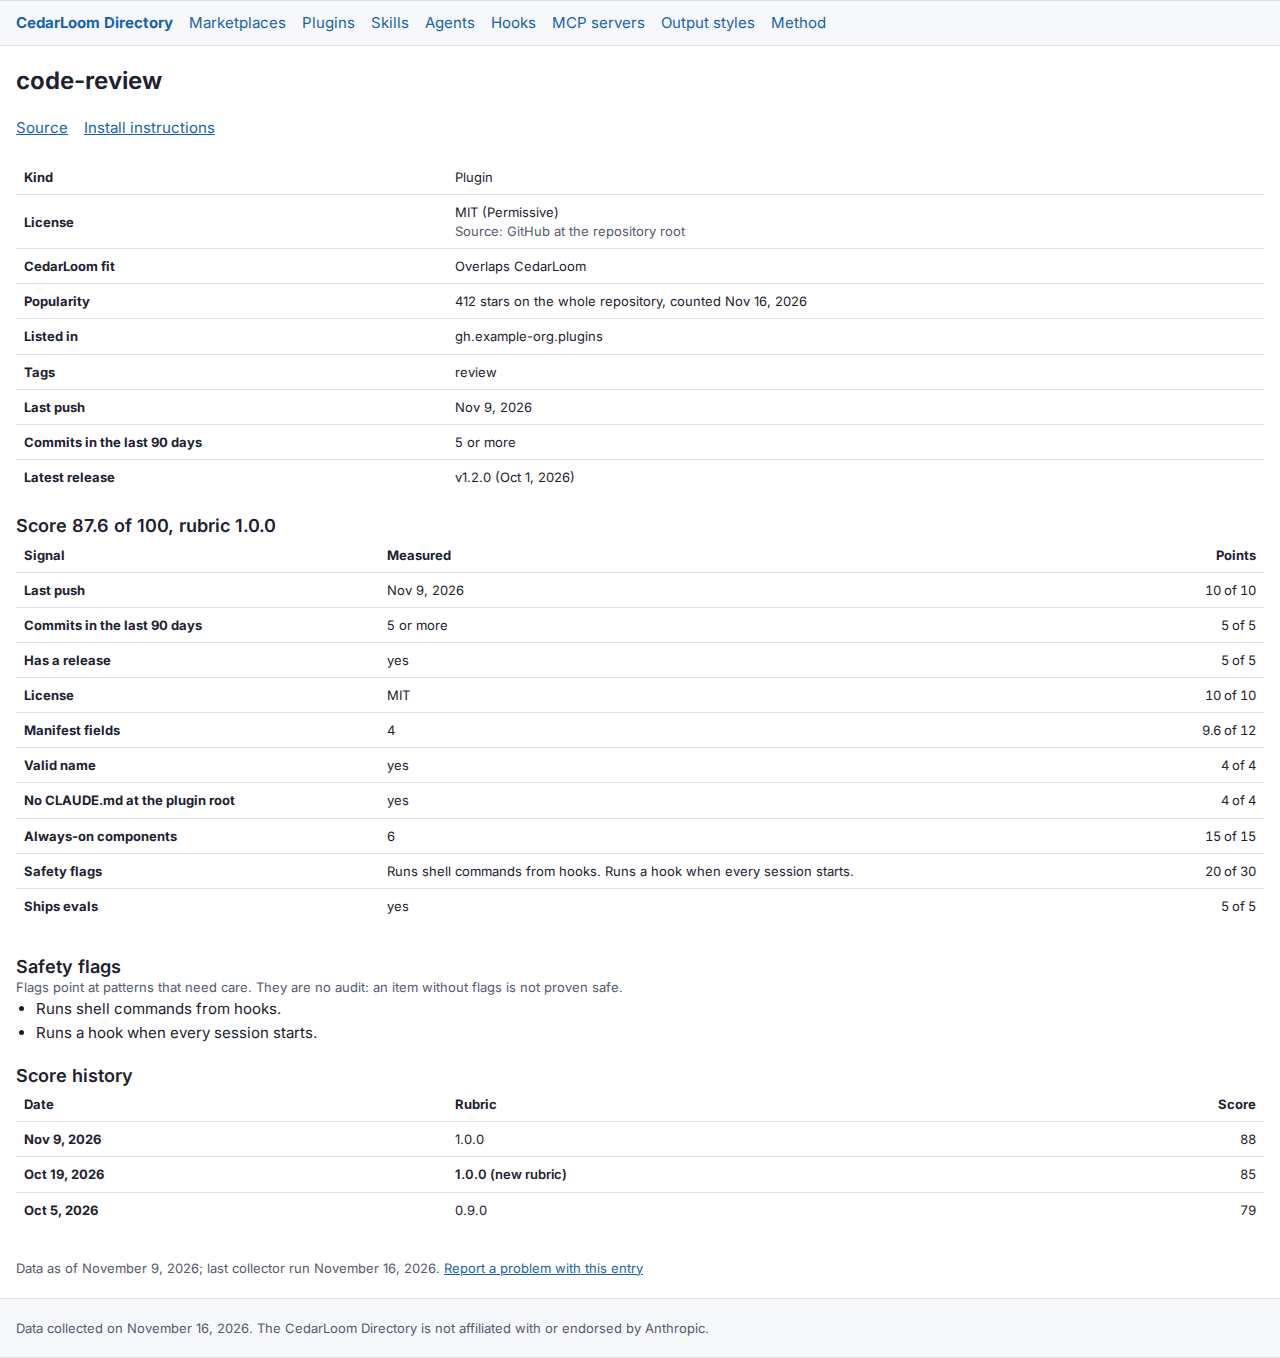 CedarLoom Directory Marketplaces Plugins Skills Agents Hooks MCP servers Output styles Method
code-review
Source Install instructions
Kind Plugin
License MIT (Permissive)
Source: GitHub at the repository root
CedarLoom fit Overlaps CedarLoom
Popularity 412 stars on the whole repository, counted Nov 16, 2026
Listed in gh.example-org.plugins
Tags review
Last push Nov 9, 2026
Commits in the last 90 days 5 or more
Latest release v1.2.0 (Oct 1, 2026)
Score 87.6 of 100, rubric 1.0.0
Signal Measured Points
Last push Nov 9, 2026 10 of 10
Commits in the last 90 days 5 or more 5 of 5
Has a release yes 5 of 5
License MIT 10 of 10
Manifest fields 4 9.6 of 12
Valid name yes 4 of 4
No CLAUDE.md at the plugin root yes 4 of 4
Always-on components 6 15 of 15
Safety flags Runs shell commands from hooks. Runs a hook when every session starts. 20 of 30
Ships evals yes 5 of 5
Safety flags
Flags point at patterns that need care. They are no audit: an item without flags is not proven safe.
• Runs shell commands from hooks.
• Runs a hook when every session starts.
Score history
Date Rubric Score
Nov 9, 2026 1.0.0 88
Oct 19, 2026 1.0.0 (new rubric) 85
Oct 5, 2026 0.9.0 79
Data as of November 9, 2026; last collector run November 16, 2026. Report a problem with this entry
Data collected on November 16, 2026. The CedarLoom Directory is not affiliated with or endorsed by Anthropic.